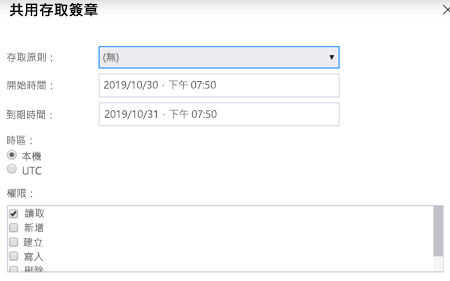 共用存取簽章
存取原則：
(無)
開始時間：
2019/10/30，下午 07:50
到期時間：
2019/10/31，下午 07:50
時區：
本機
UTC
權限：
讀取
新增
建立
寫入
刪除